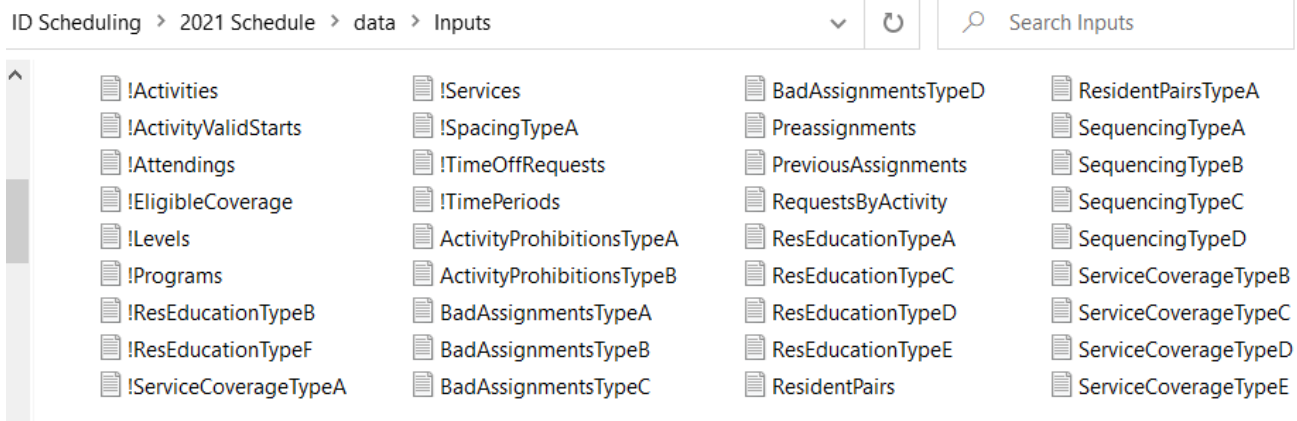 ID Scheduling > 2021 Schedule > data > Inputs
Search Inputs
!Activities
!ActivityValidStarts
!Attendings
!EligibleCoverage
!Levels
!Programs
!ResEducationTypeB
!ResEducationTypeF
!ServiceCoverageTypeA
!Services
!SpacingTypeA
!TimeOffRequests
!TimePeriods
ActivityProhibitionsTypeA
ActivityProhibitionsTypeB
BadAssignmentsTypeA
BadAssignmentsTypeB
BadAssignmentsTypeC
BadAssignmentsTypeD
Preassignments
PreviousAssignments
RequestsByActivity
ResEducationTypeA
ResEducationTypeC
ResEducationTypeD
ResEducationTypeE
ResidentPairs
ResidentPairsTypeA
SequencingTypeA
SequencingTypeB
SequencingTypeC
SequencingTypeD
ServiceCoverageTypeB
ServiceCoverageTypeC
ServiceCoverageTypeD
ServiceCoverageTypeE